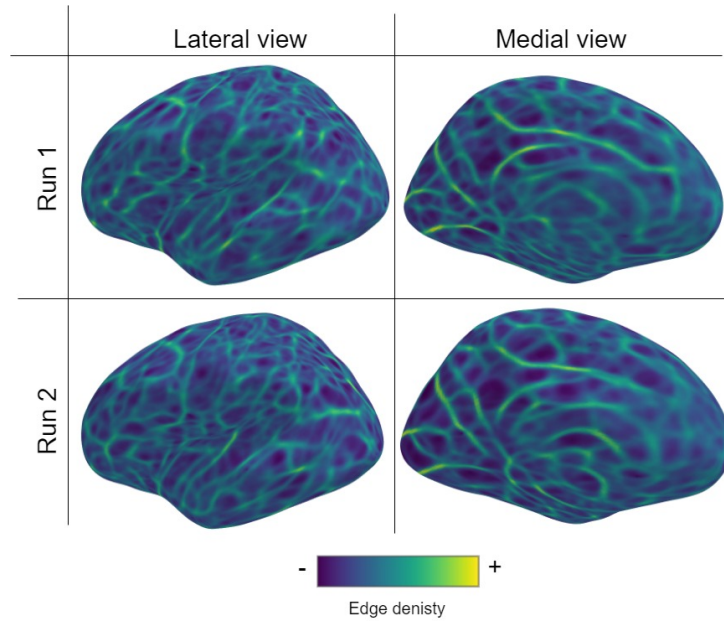 Lateral view
Medial view
Run 1
Run 2
- +
Edge denisty